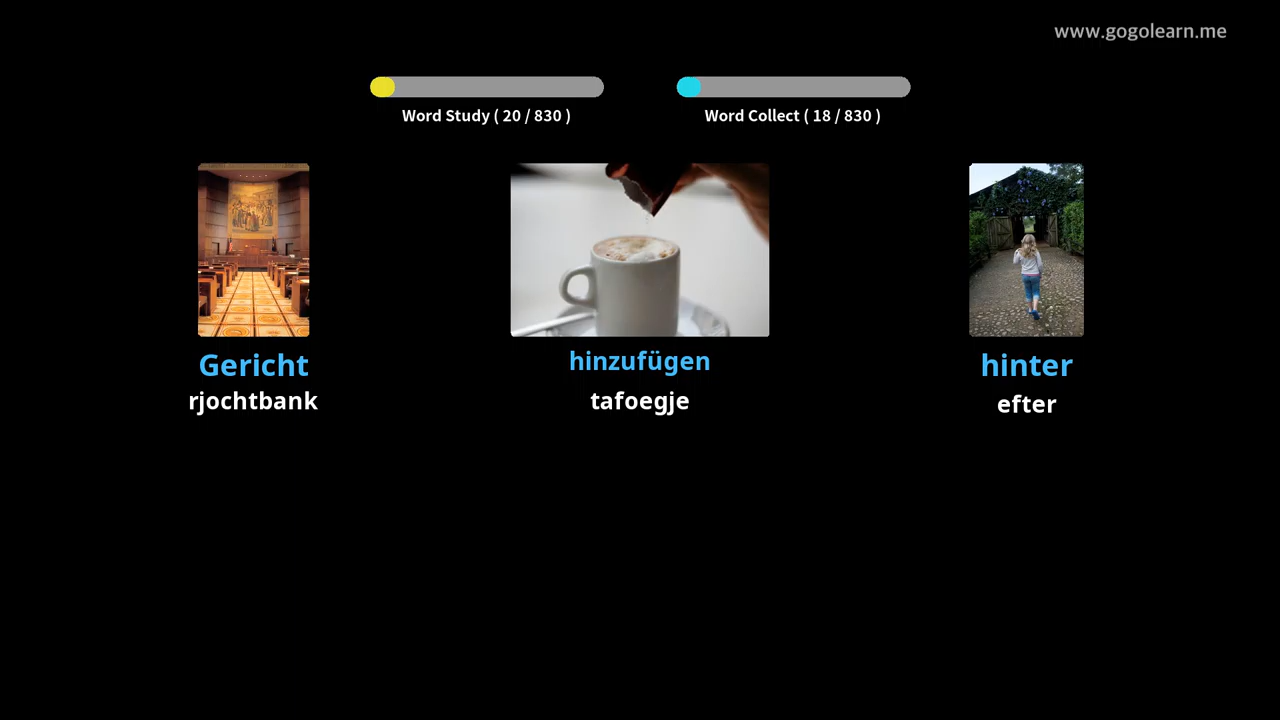 www.gogolearn.me
Word Study ( 20 / 830 )
Word Collect ( 18 / 830 )
Gericht
rjochtbank
hinzufügen
tafoegje
hinter
efter